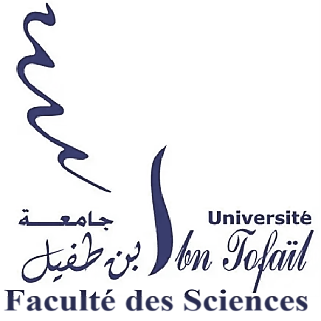 جامعة
ابن طفيل
Université
Ibn Tofaïl
Faculté des Sciences